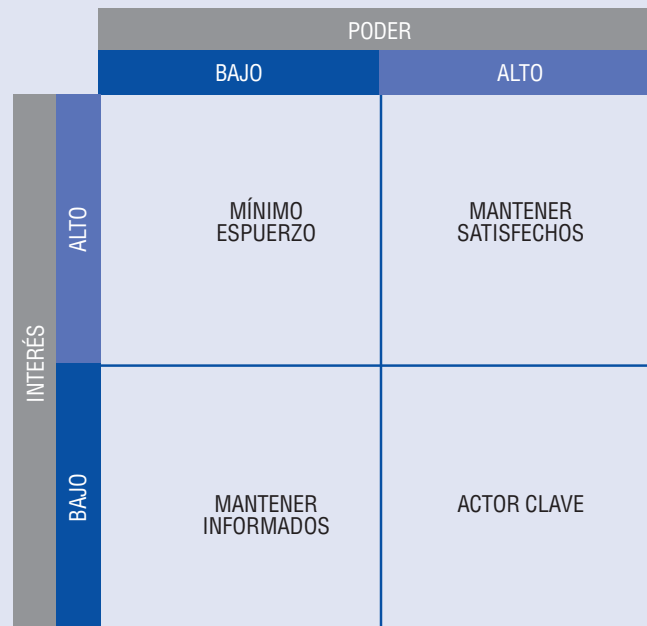 PODER
BAJO
ALTO
INTERÉS
ALTO
MÍNIMO
ESPUERZO
MANTENER
SATISFECHOS
BAJO
MANTENER
INFORMADOS
ACTOR CLAVE